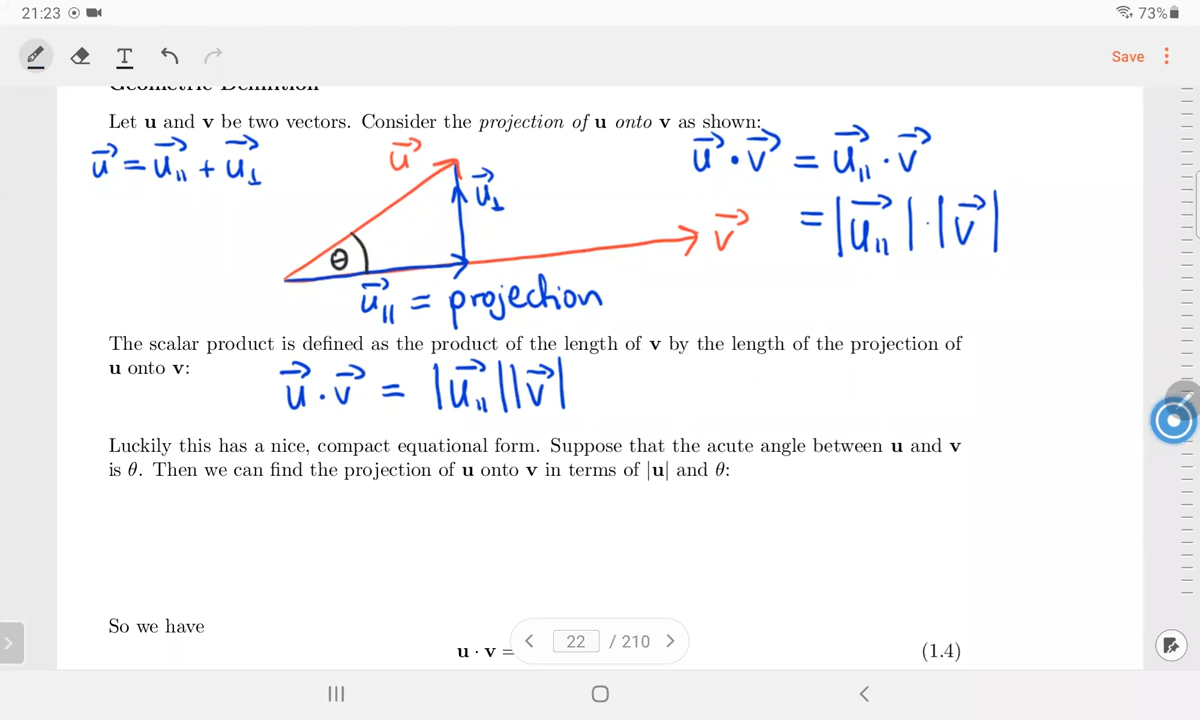 21:23 73%
T Save
Geometric Definition
Let u and v be two vectors. Consider the projection of u onto v as shown:
u⃗ = u⃗∥ + u⃗⊥
u⃗
u⃗ · v⃗ = u⃗∥ · v⃗
u⃗⊥
= |u⃗∥| · |v⃗|
v⃗
θ
u⃗∥ = projection
The scalar product is defined as the product of the length of v by the length of the projection of
u onto v:
u⃗ · v⃗ = |u⃗∥||v⃗|
Luckily this has a nice, compact equational form. Suppose that the acute angle between u and v
is θ. Then we can find the projection of u onto v in terms of |u| and θ:
So we have
u · v = (1.4)
< 22 / 210 >